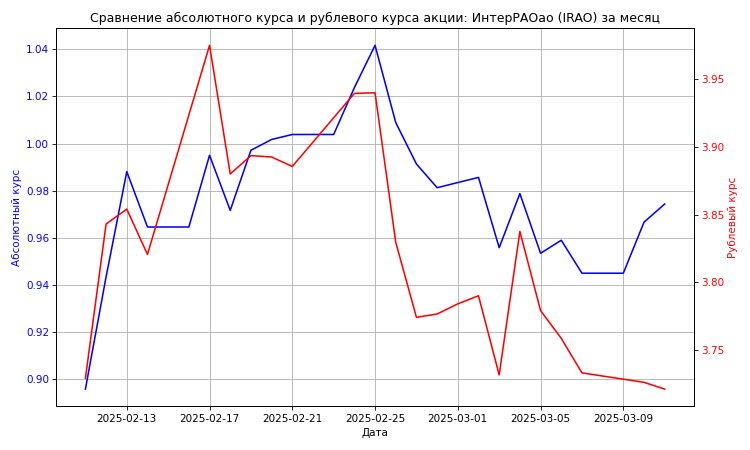 Сравнение абсолютного курса и рублевого курса акции: ИнтерРАОао (IRAO) за месяц
1.04
1.02
1.00
0.98
0.96
0.94
0.92
0.90
Абсолютный курс
3.95
3.90
3.85
3.80
3.75
Рублевый курс
2025-02-13 2025-02-17 2025-02-21 2025-02-25 2025-03-01 2025-03-05 2025-03-09
Дата